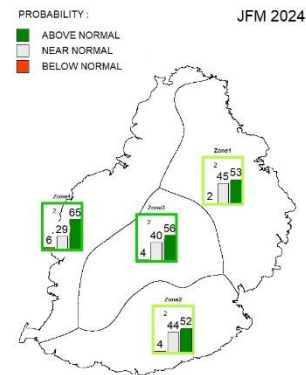 PROBABILITY :
JFM 2024
ABOVE NORMAL
NEAR NORMAL
BELOW NORMAL
Zone1
2
2 45 53
Zone4
2
6 29 65
Zone3
2
4 40 56
2
4 44 52
Zone2